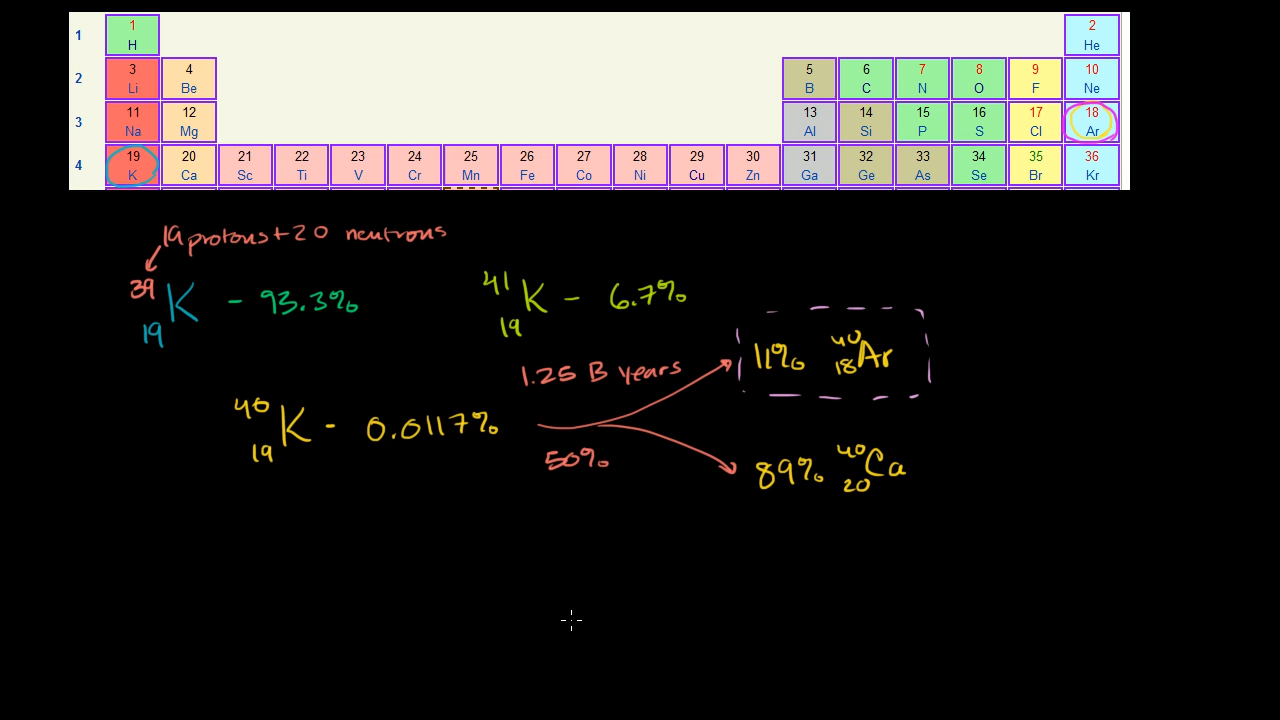 1 1 2
H He
2 3 4 5 6 7 8 9 10
Li Be B C N O F Ne
3 11 12 13 14 15 16 17 18
Na Mg Al Si P S Cl Ar
4 19 20 21 22 23 24 25 26 27 28 29 30 31 32 33 34 35 36
K Ca Sc Ti V Cr Mn Fe Co Ni Cu Zn Ga Ge As Se Br Kr
19 protons + 20 neutrons
39 19 K - 93.3%
41 19 K - 6.7%
1.25 B years
11% 40 18 Ar
40 19 K - 0.0117%
50%
89% 40 20 Ca